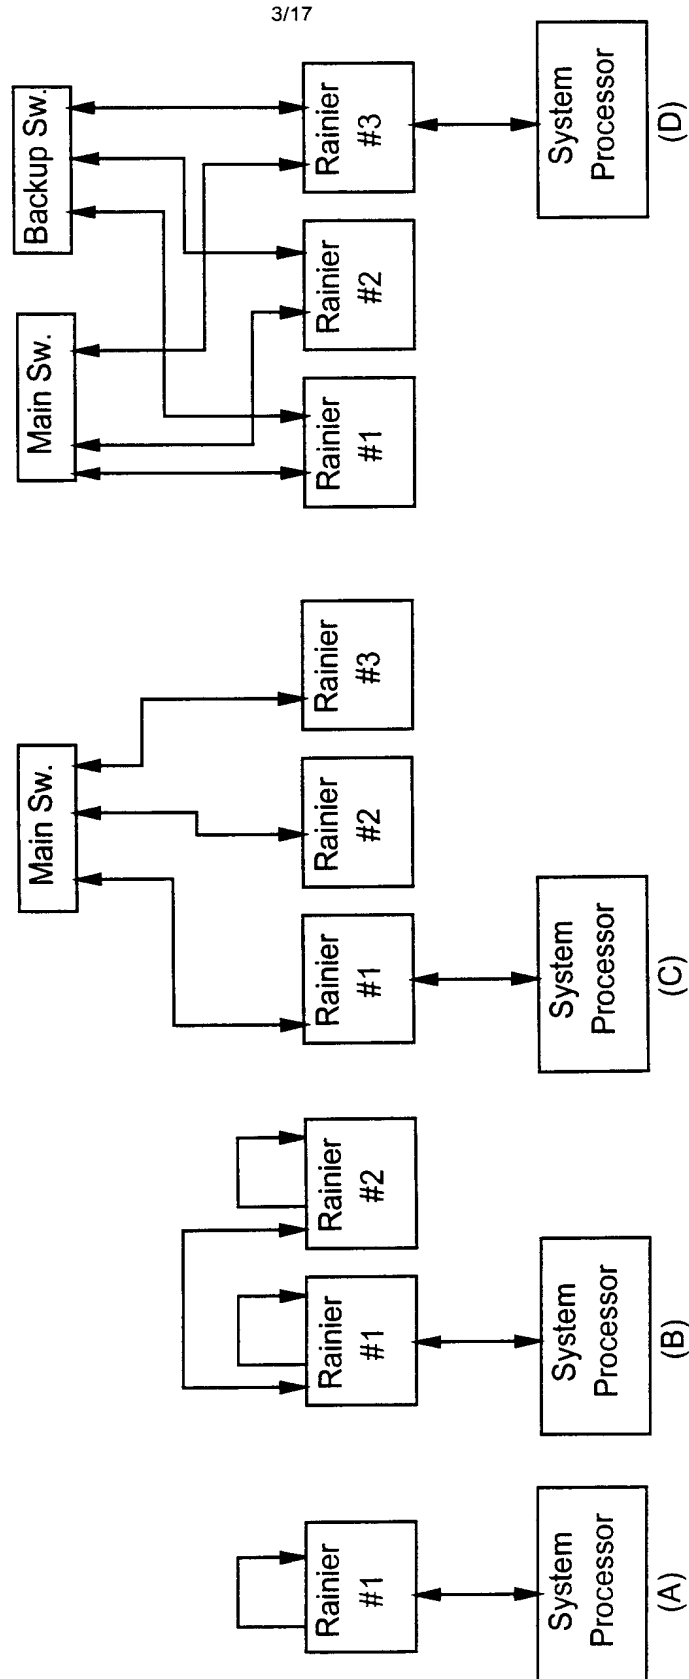 3/17
Rainier
#1
System
Processor
(A)
Rainier
#1
Rainier
#2
System
Processor
(B)
Main Sw.
Rainier
#1
Rainier
#2
Rainier
#3
System
Processor
(C)
Main Sw.
Backup Sw.
Rainier
#1
Rainier
#2
Rainier
#3
System
Processor
(D)